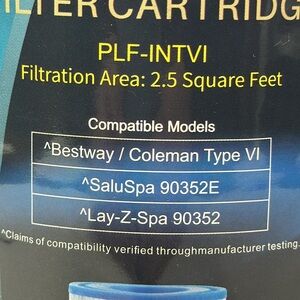 FILTER CARTRIDG
PLF-INTVI
Filtration Area: 2.5 Square Feet
Compatible Models
^Bestway / Coleman Type VI
^SaluSpa 90352E
^Lay-Z-Spa 90352
^Claims of compatibility verified throughmanufacturer testing.